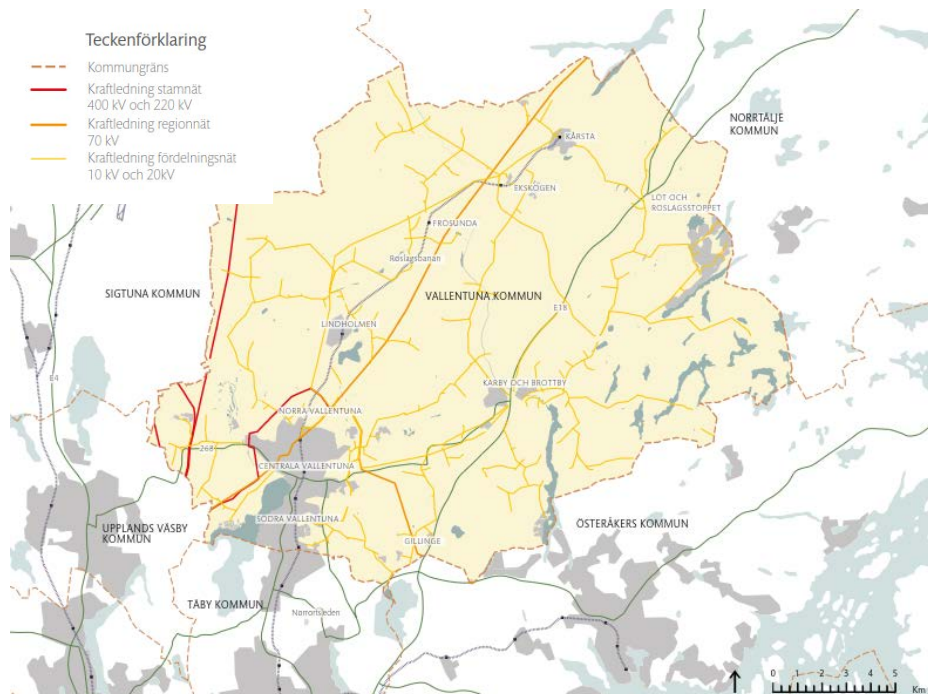 Teckenförklaring
Kommungräns
Kraftledning stamnät
400 kV och 220 kV
Kraftledning regionnät
70 kV
Kraftledning fördelningsnät
10 kV och 20kV
NORRTÄLJE
KOMMUN
KÅRSTA
EKSKOGEN
LÖT OCH
ROSLAGSSTOPPET
FRÖSUNDA
Roslagsbanan
SIGTUNA KOMMUN
VALLENTUNA KOMMUN
E18
LINDHOLMEN
E4
KARBY OCH BROTTBY
NORRA VALLENTUNA
268
CENTRALA VALLENTUNA
SÖDRA VALLENTUNA
UPPLANDS VÄSBY
KOMMUN
ÖSTERÅKERS KOMMUN
GILLINGE
TÄBY KOMMUN
Norrortsleden
0 1 2 3 4 5
Km